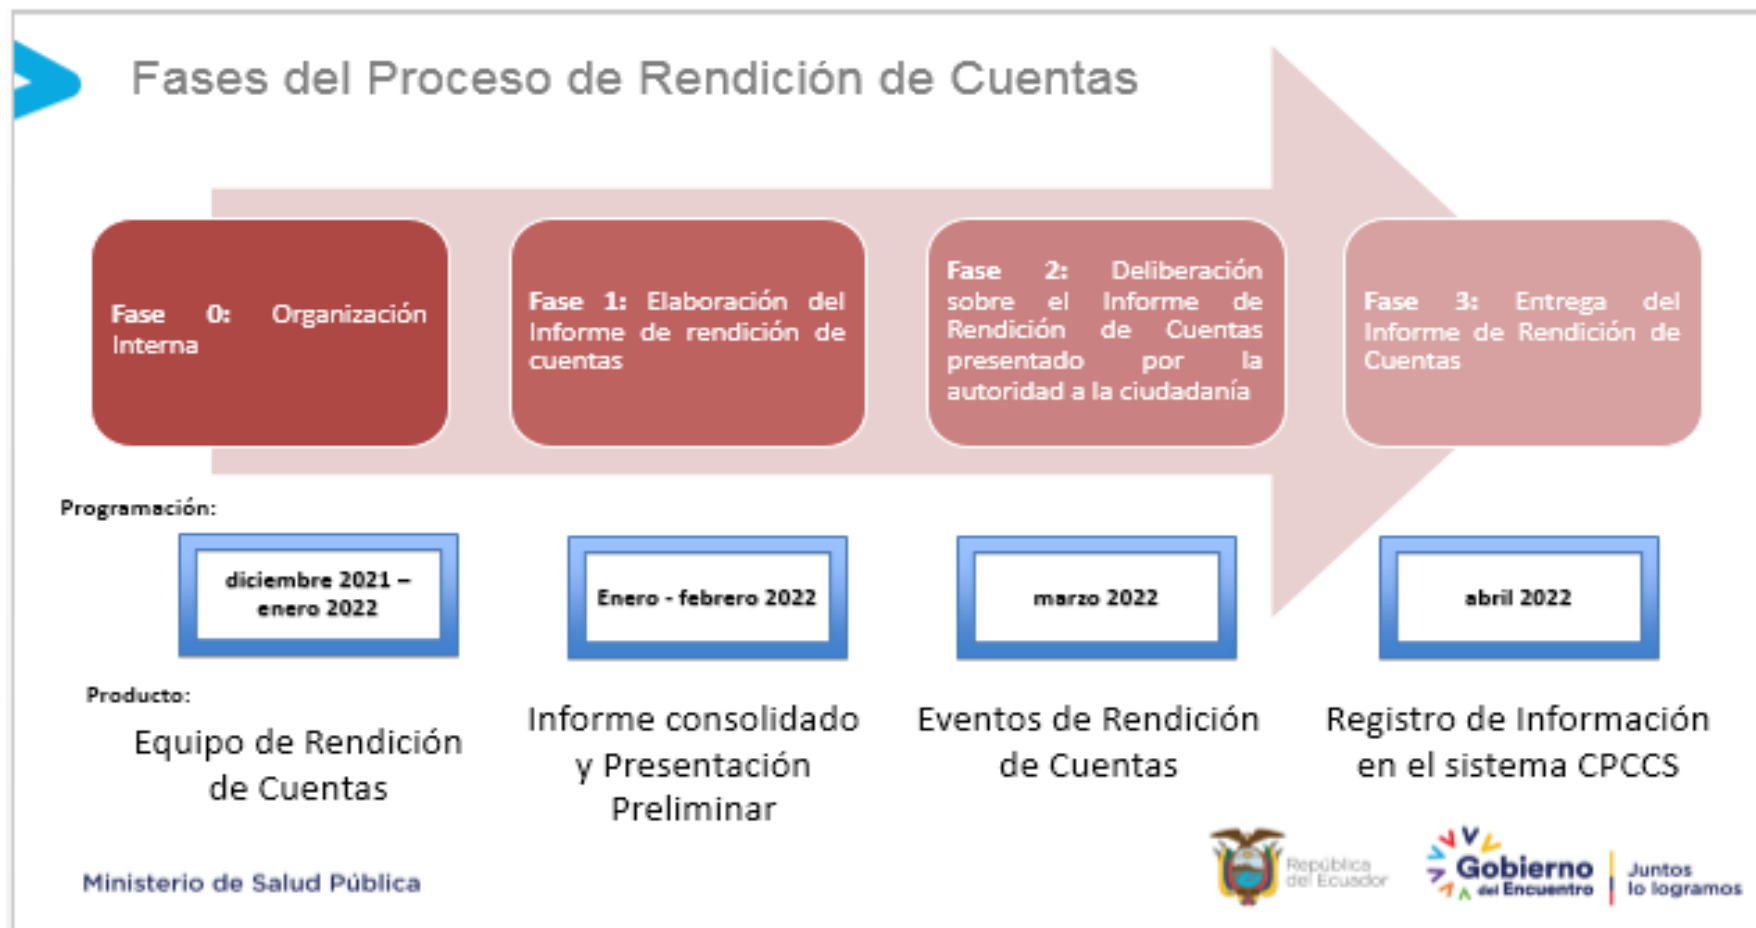 Fases del Proceso de Rendición de Cuentas
Fase 0: Organización
Interna
Fase 1: Elaboración del
Informe de rendición de
cuentas
Fase 2: Deliberación
sobre el Informe de
Rendición de Cuentas
presentado por la
autoridad a la ciudadanía
Fase 3: Entrega del
Informe de Rendición de
Cuentas
Programación:
diciembre 2021 –
enero 2022
Enero - febrero 2022
marzo 2022
abril 2022
Producto:
Equipo de Rendición
de Cuentas
Informe consolidado
y Presentación
Preliminar
Eventos de Rendición
de Cuentas
Registro de Información
en el sistema CPCCS
Ministerio de Salud Pública
República
del Ecuador
Gobierno
del Encuentro
Juntos
lo logramos